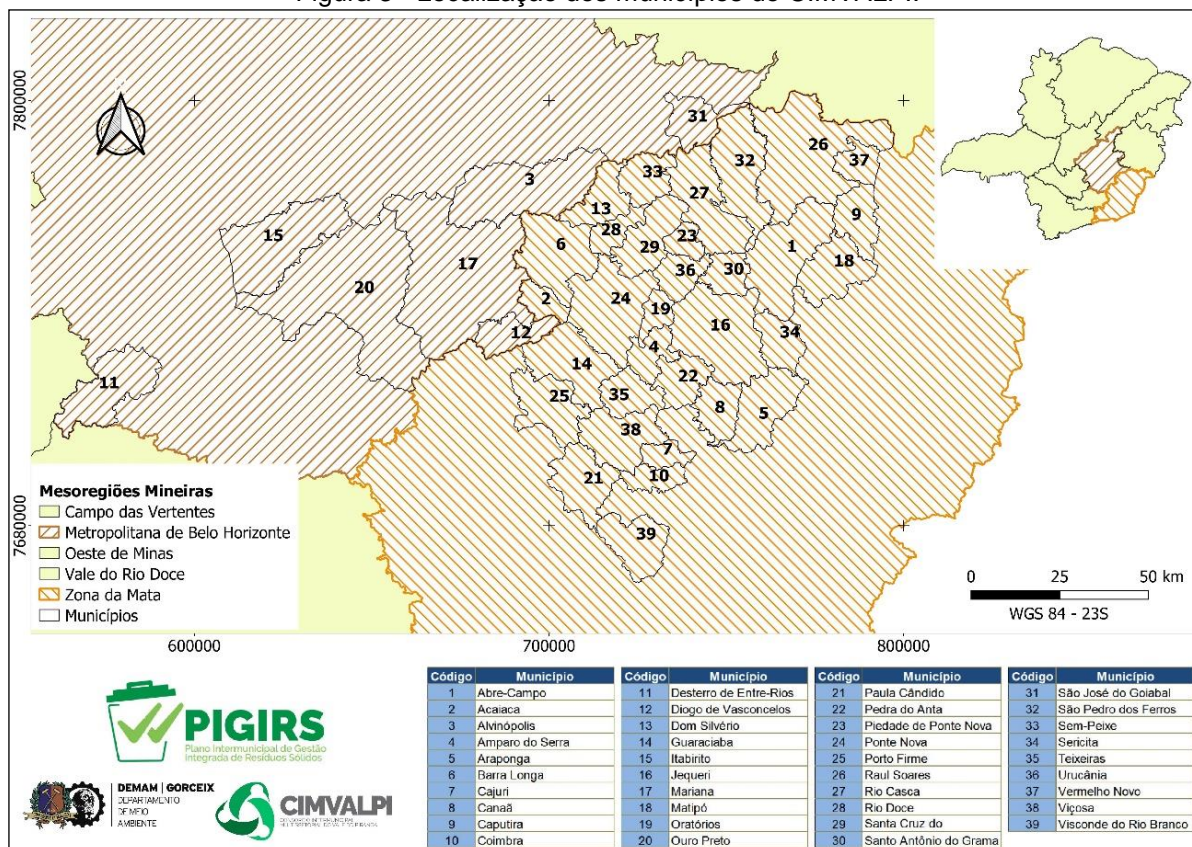 Figura 3 - Localização dos municípios do CIMVALPI.
7800000
7680000
31
26
3
33
32
37
27
13
9
15
28
23
6
29
1
18
17
36
30
20
2
24
19
16
12
34
4
14
11
22
25
35
8
5
38
7
21
10
39
Mesoregiões Mineiras
Campo das Vertentes
Metropolitana de Belo Horizonte
Oeste de Minas
Vale do Rio Doce
Zona da Mata
Municípios
0 25 50 km
WGS 84 - 23S
600000 700000 800000
PIGIRS
Plano Intermunicipal de Gestão
Integrada de Resíduos Sólidos
DEMAM | GORCEIX
DEPARTAMENTO
DE MEIO
AMBIENTE
CIMVALPI
Código Município
1 Abre-Campo
2 Acaiaca
3 Alvinópolis
4 Amparo do Serra
5 Araponga
6 Barra Longa
7 Cajuri
8 Canaã
9 Caputira
10 Coimbra
Código Município
11 Desterro de Entre-Rios
12 Diogo de Vasconcelos
13 Dom Silvério
14 Guaraciaba
15 Itabirito
16 Jequeri
17 Mariana
18 Matipó
19 Oratórios
20 Ouro Preto
Código Município
21 Paula Cândido
22 Pedra do Anta
23 Piedade de Ponte Nova
24 Ponte Nova
25 Porto Firme
26 Raul Soares
27 Rio Casca
28 Rio Doce
29 Santa Cruz do
30 Santo Antônio do Grama
Código Município
31 São José do Goiabal
32 São Pedro dos Ferros
33 Sem-Peixe
34 Sericita
35 Teixeiras
36 Urucânia
37 Vermelho Novo
38 Viçosa
39 Visconde do Rio Branco